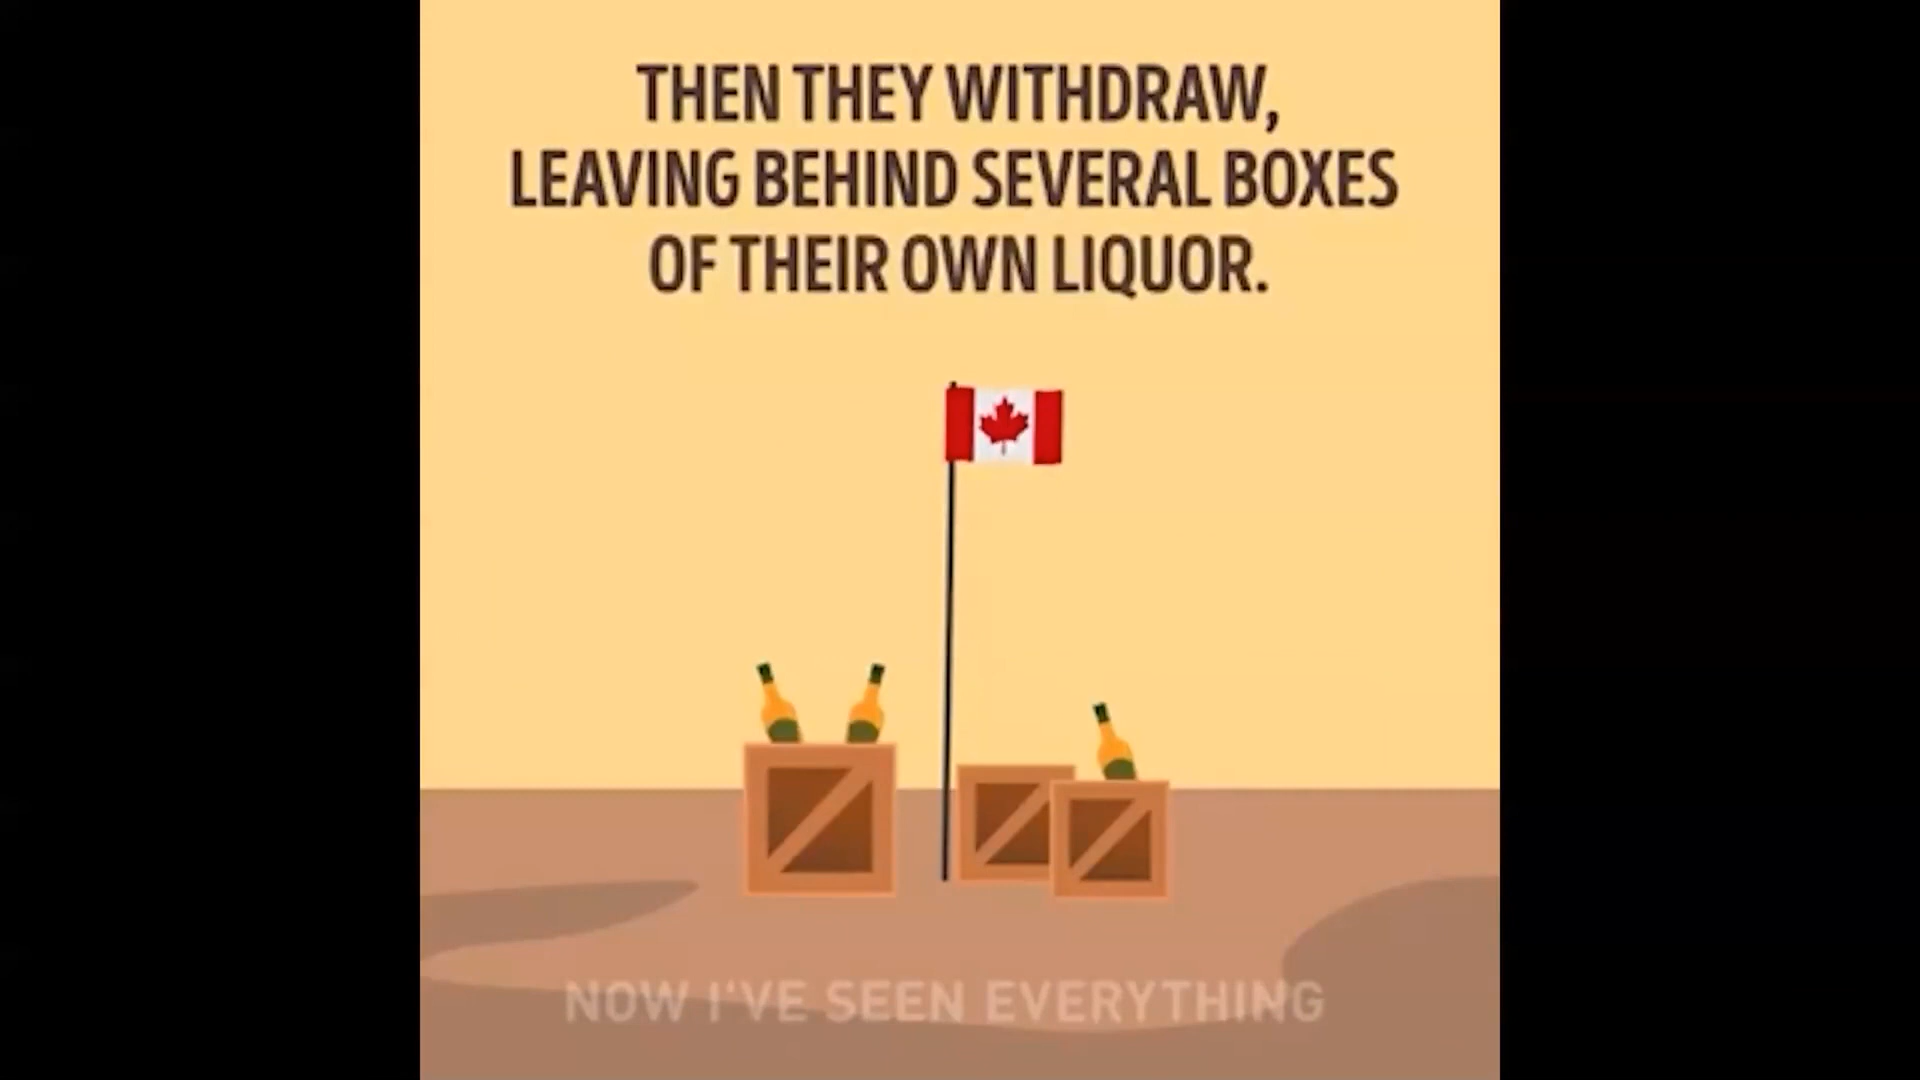 THEN THEY WITHDRAW,
LEAVING BEHIND SEVERAL BOXES
OF THEIR OWN LIQUOR.
NOW I'VE SEEN EVERYTHING